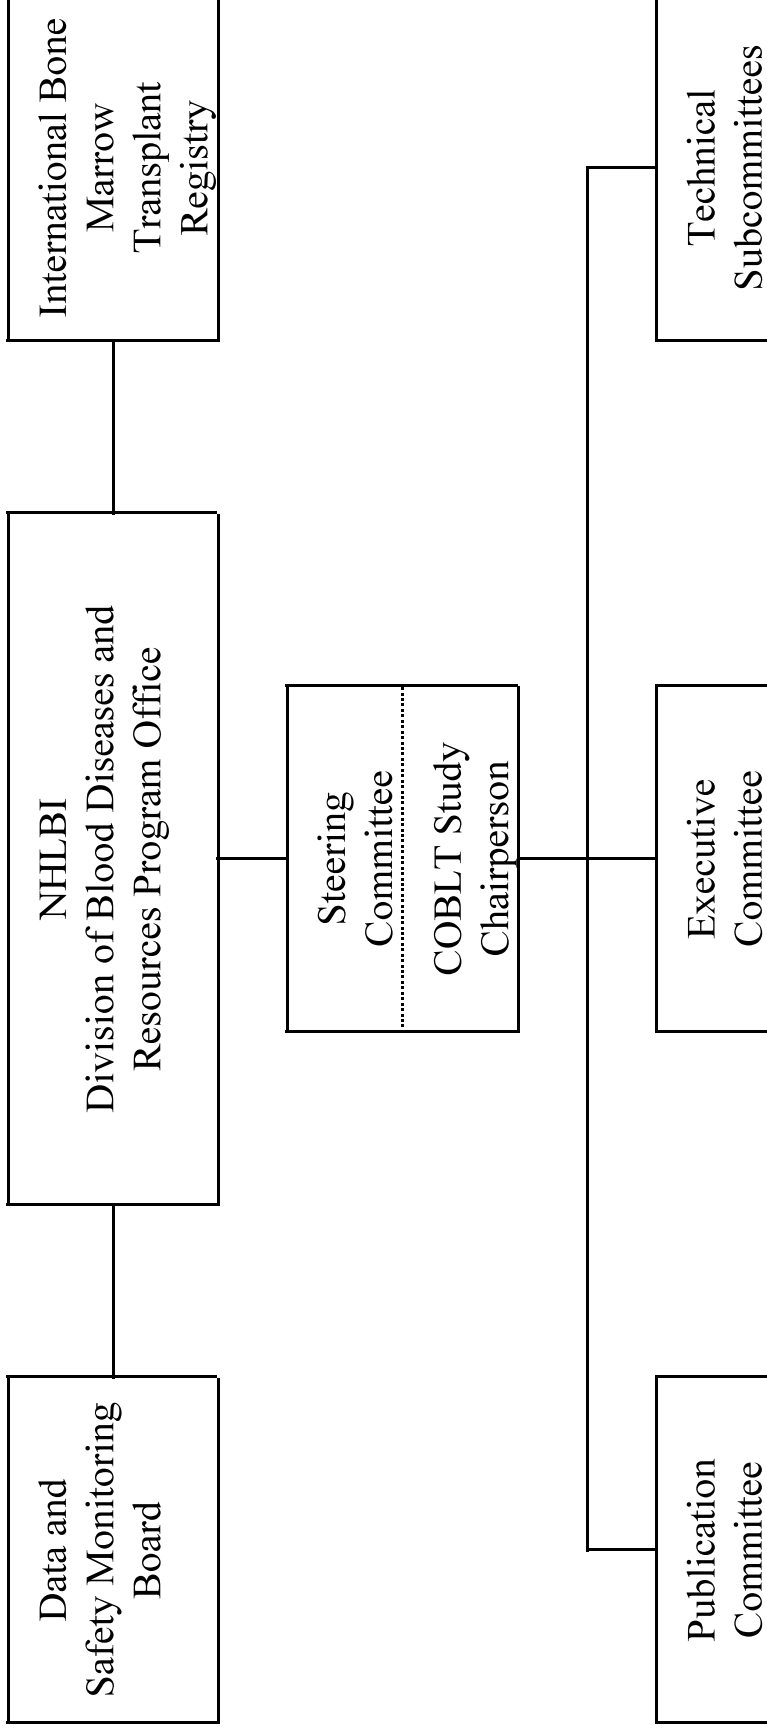 Data and
Safety Monitoring
Board
NHLBI
Division of Blood Diseases and
Resources Program Office
International Bone
Marrow
Transplant
Registry
Steering
Committee
COBLT Study
Chairperson
Publication
Committee
Executive
Committee
Technical
Subcommittees